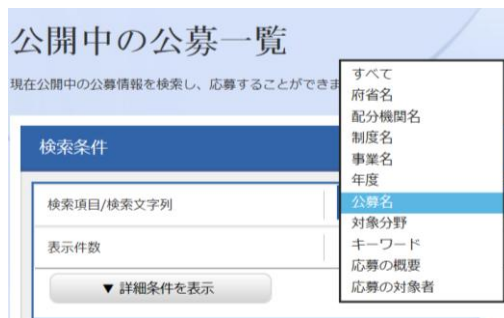 公開中の公募一覧
現在公開中の公募情報を検索し、応募することができま
検索条件
検索項目/検索文字列
表示件数
▼ 詳細条件を表示
すべて
府省名
配分機関名
制度名
事業名
年度
公募名
対象分野
キーワード
応募の概要
応募の対象者